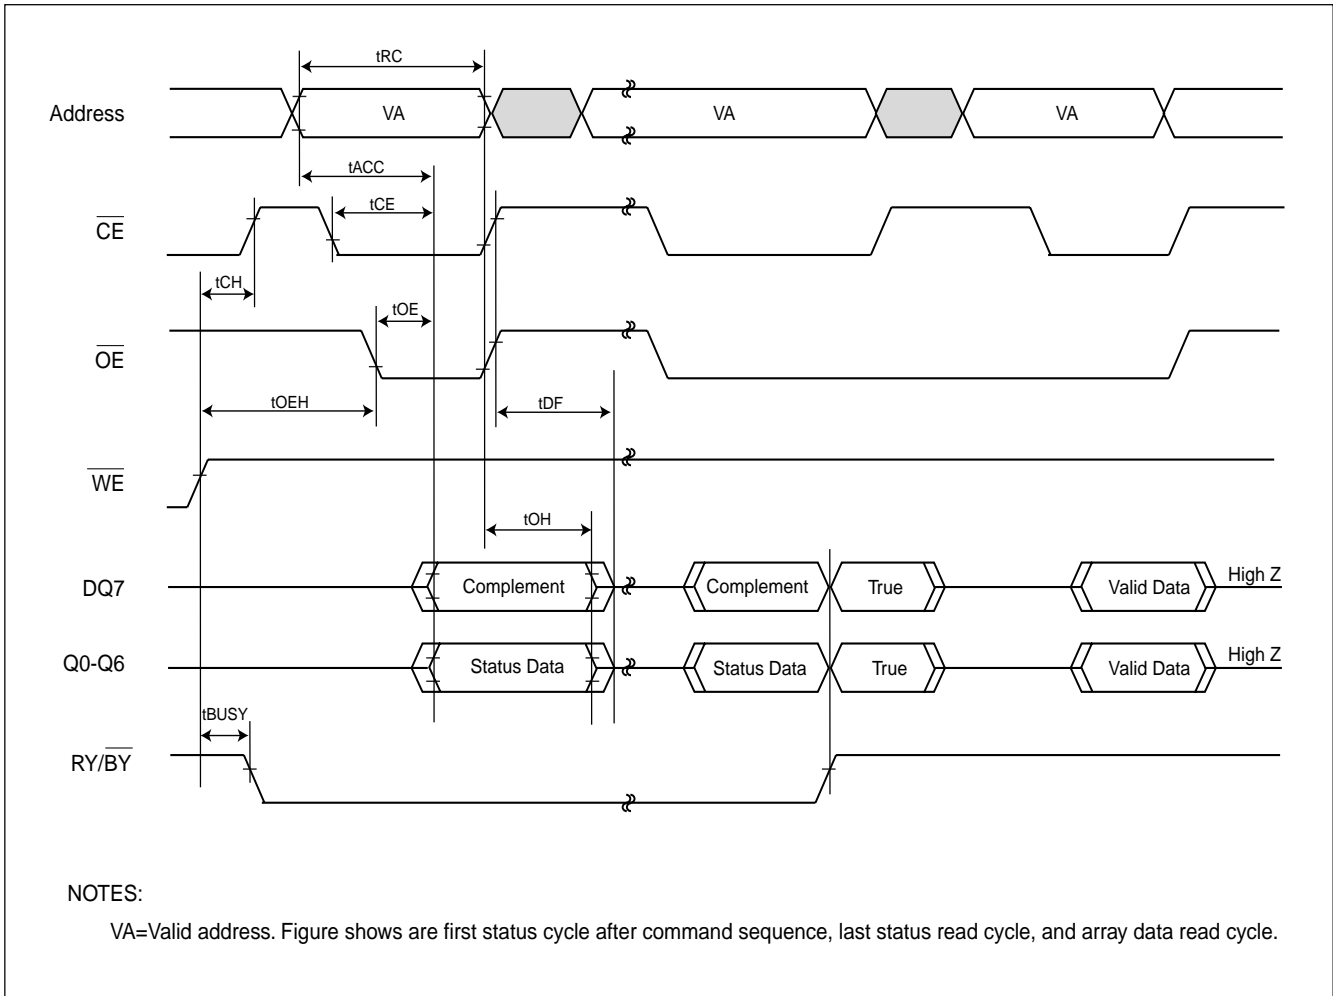 tRC
Address VA VA VA
tACC
tCE
CE
tCH
tOE
OE
tOEH tDF
WE
tOH
DQ7 Complement Complement True Valid Data High Z
Q0-Q6 Status Data Status Data True Valid Data High Z
tBUSY
RY/BY
NOTES:
VA=Valid address. Figure shows are first status cycle after command sequence, last status read cycle, and array data read cycle.